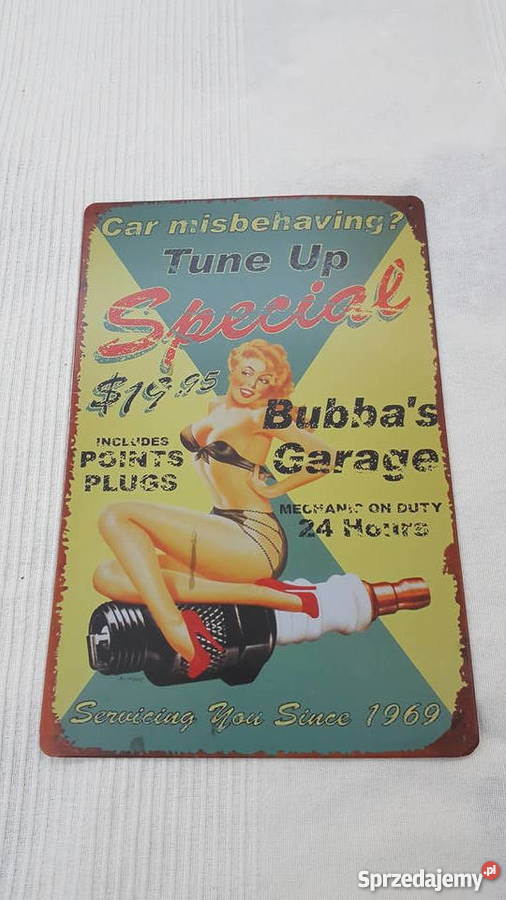 Car misbehaving?
Tune Up
Special
$19.95
INCLUDES
POINTS
PLUGS
Bubba's
Garage
MECHANIC ON DUTY
24 Hours
Servicing You Since 1969
Sprzedajemy.pl